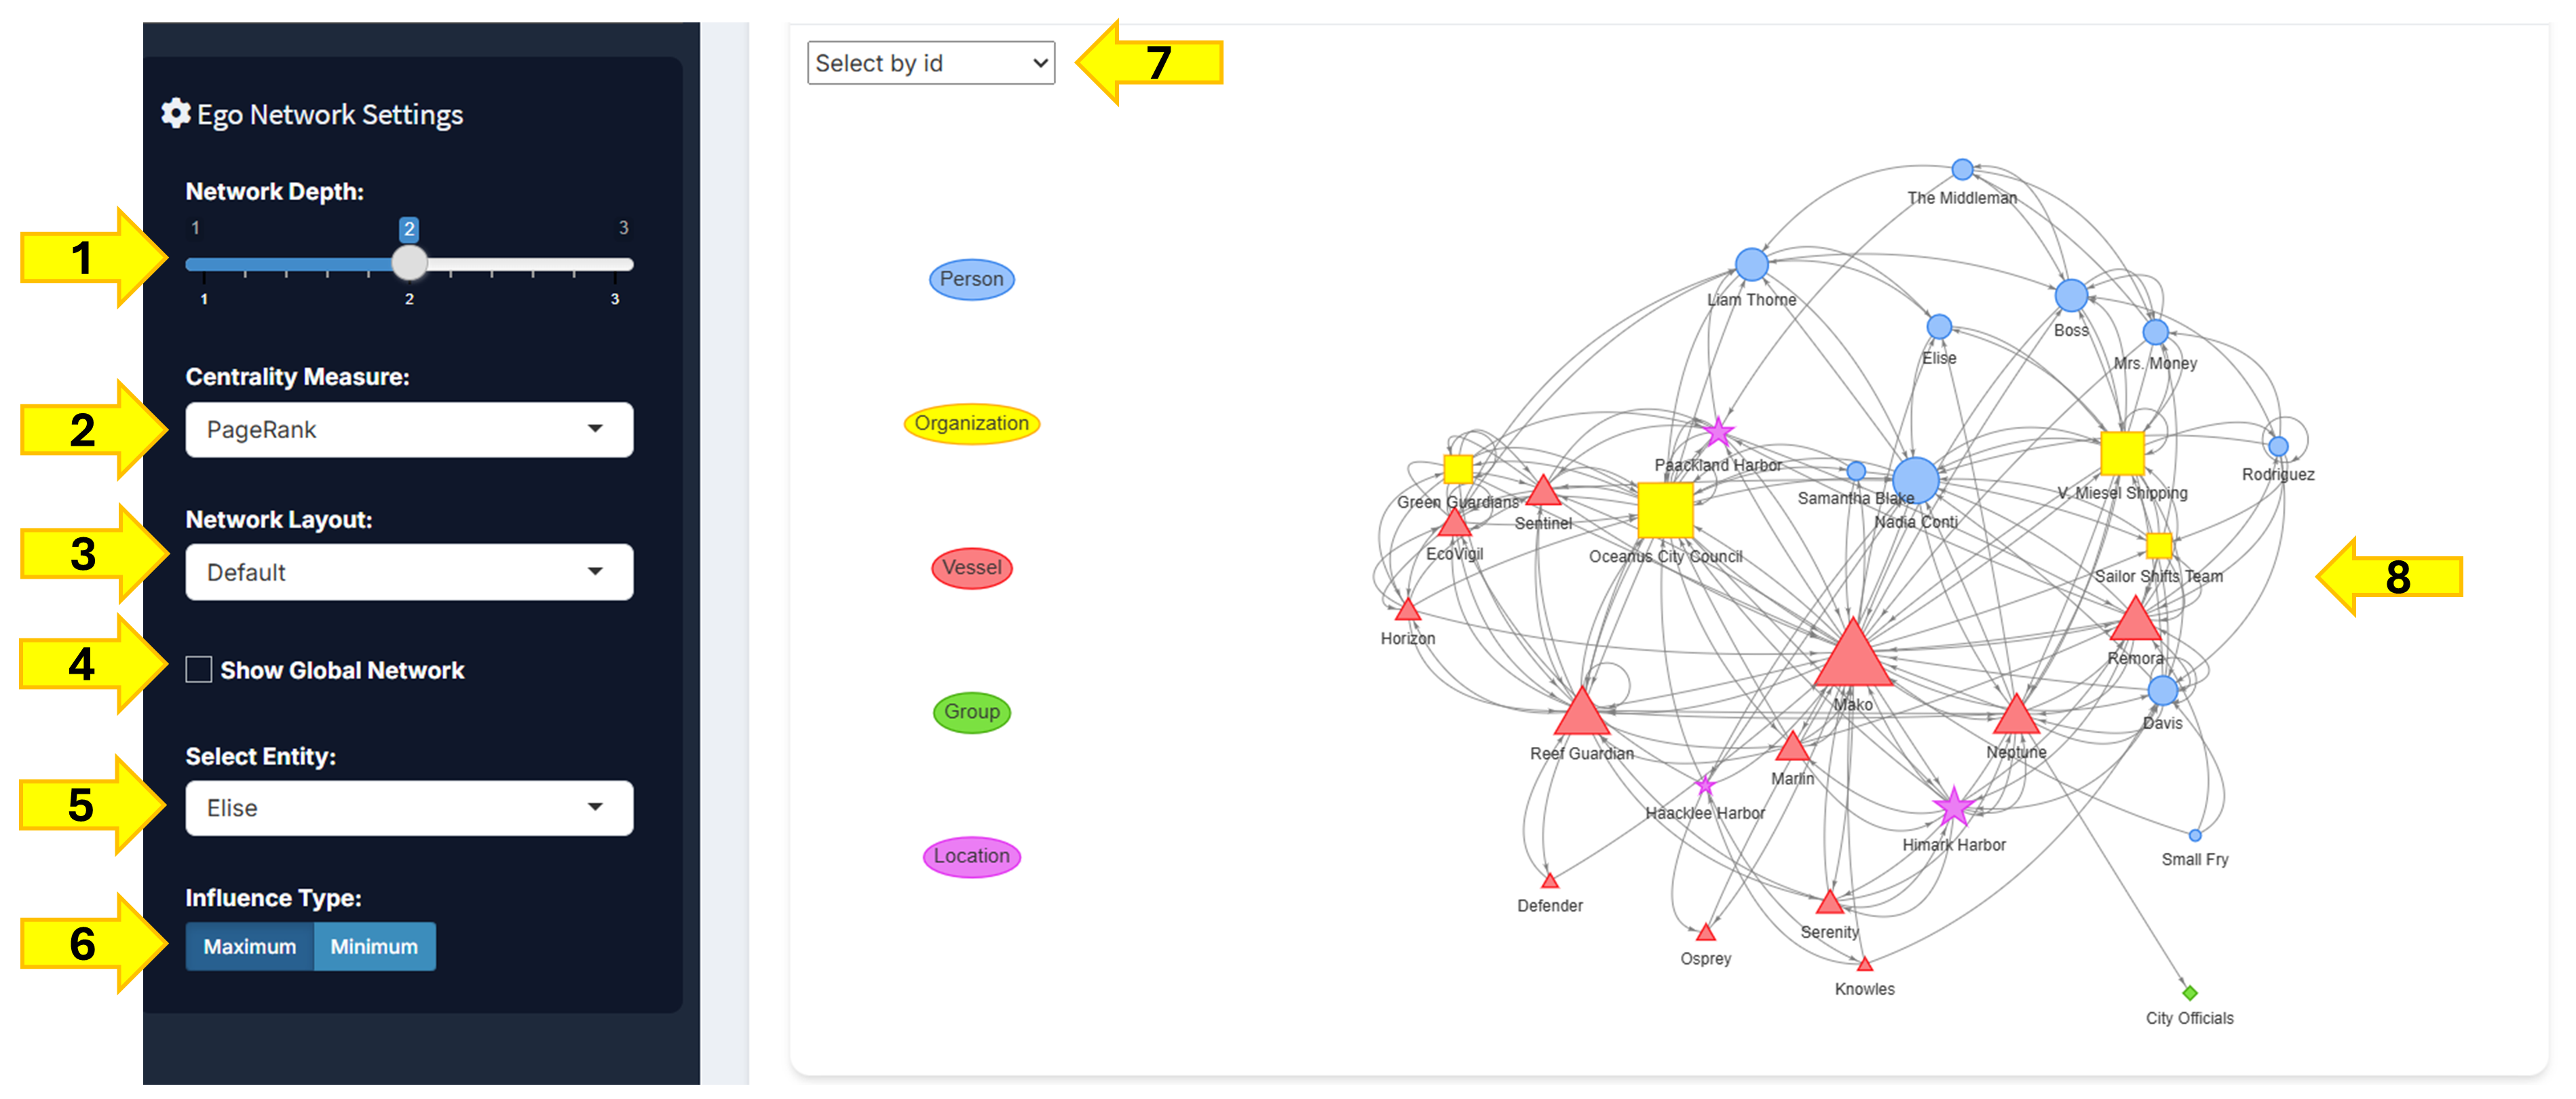 Ego Network Settings
Network Depth:
1
2
3
1
2
3
Centrality Measure:
PageRank
Network Layout:
Default
Show Global Network
Select Entity:
Elise
Influence Type:
Maximum
Minimum
1
2
3
4
5
6
Select by id
7
8
Person
Organization
Vessel
Group
Location
The Middleman
Liam Thorne
Boss
Elise
Mrs. Money
Paackland Harbor
Rodriguez
Green Guardians
Sentinel
Samantha Blake
Nadia Conti
V. Miesel Shipping
EcoVigil
Oceanus City Council
Sailor Shifts Team
Horizon
Remora
Mako
Davis
Reef Guardian
Marlin
Neptune
Haacklee Harbor
Himark Harbor
Small Fry
Defender
Serenity
Osprey
Knowles
City Officials